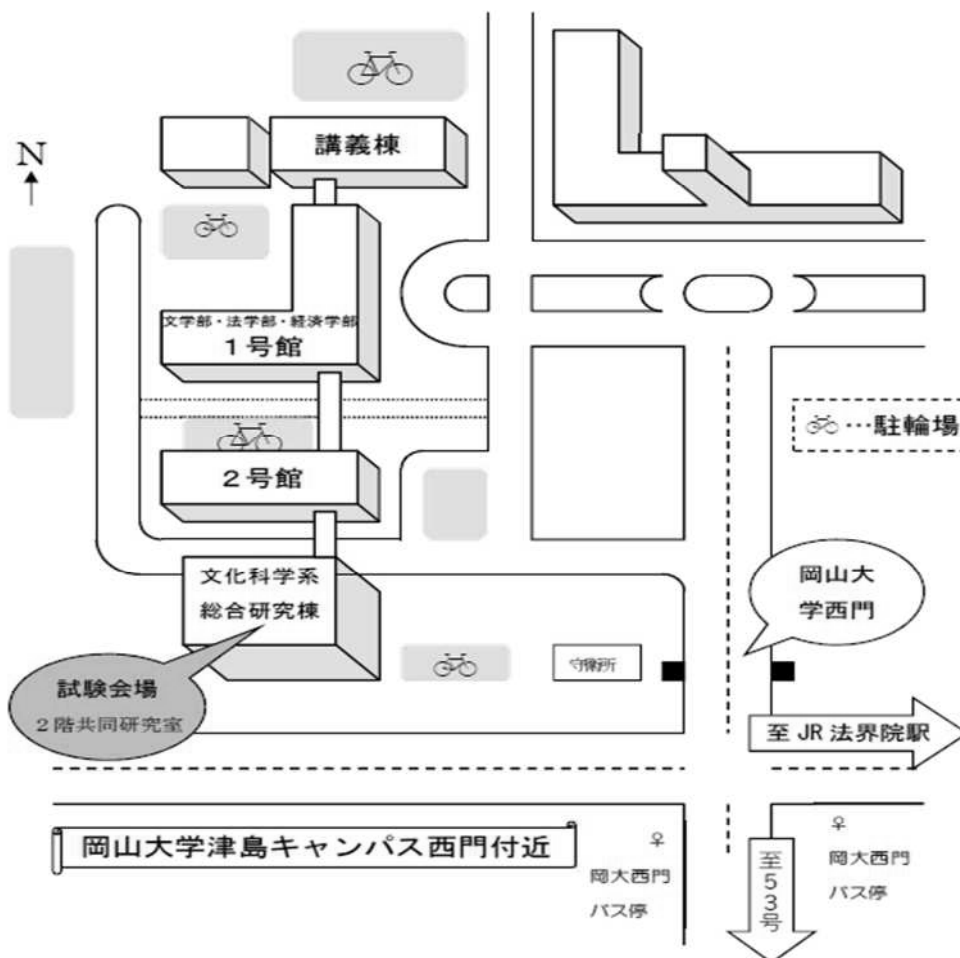 講義棟
N
文学部・法学部・経済学部
1号館
…駐輪場
2号館
文化科学系
総合研究棟
岡山大
学西門
守衛所
試験会場
2階共同研究室
至 JR 法界院駅
岡山大学津島キャンパス西門付近
岡大西門
バス停
至53号
岡大西門
バス停